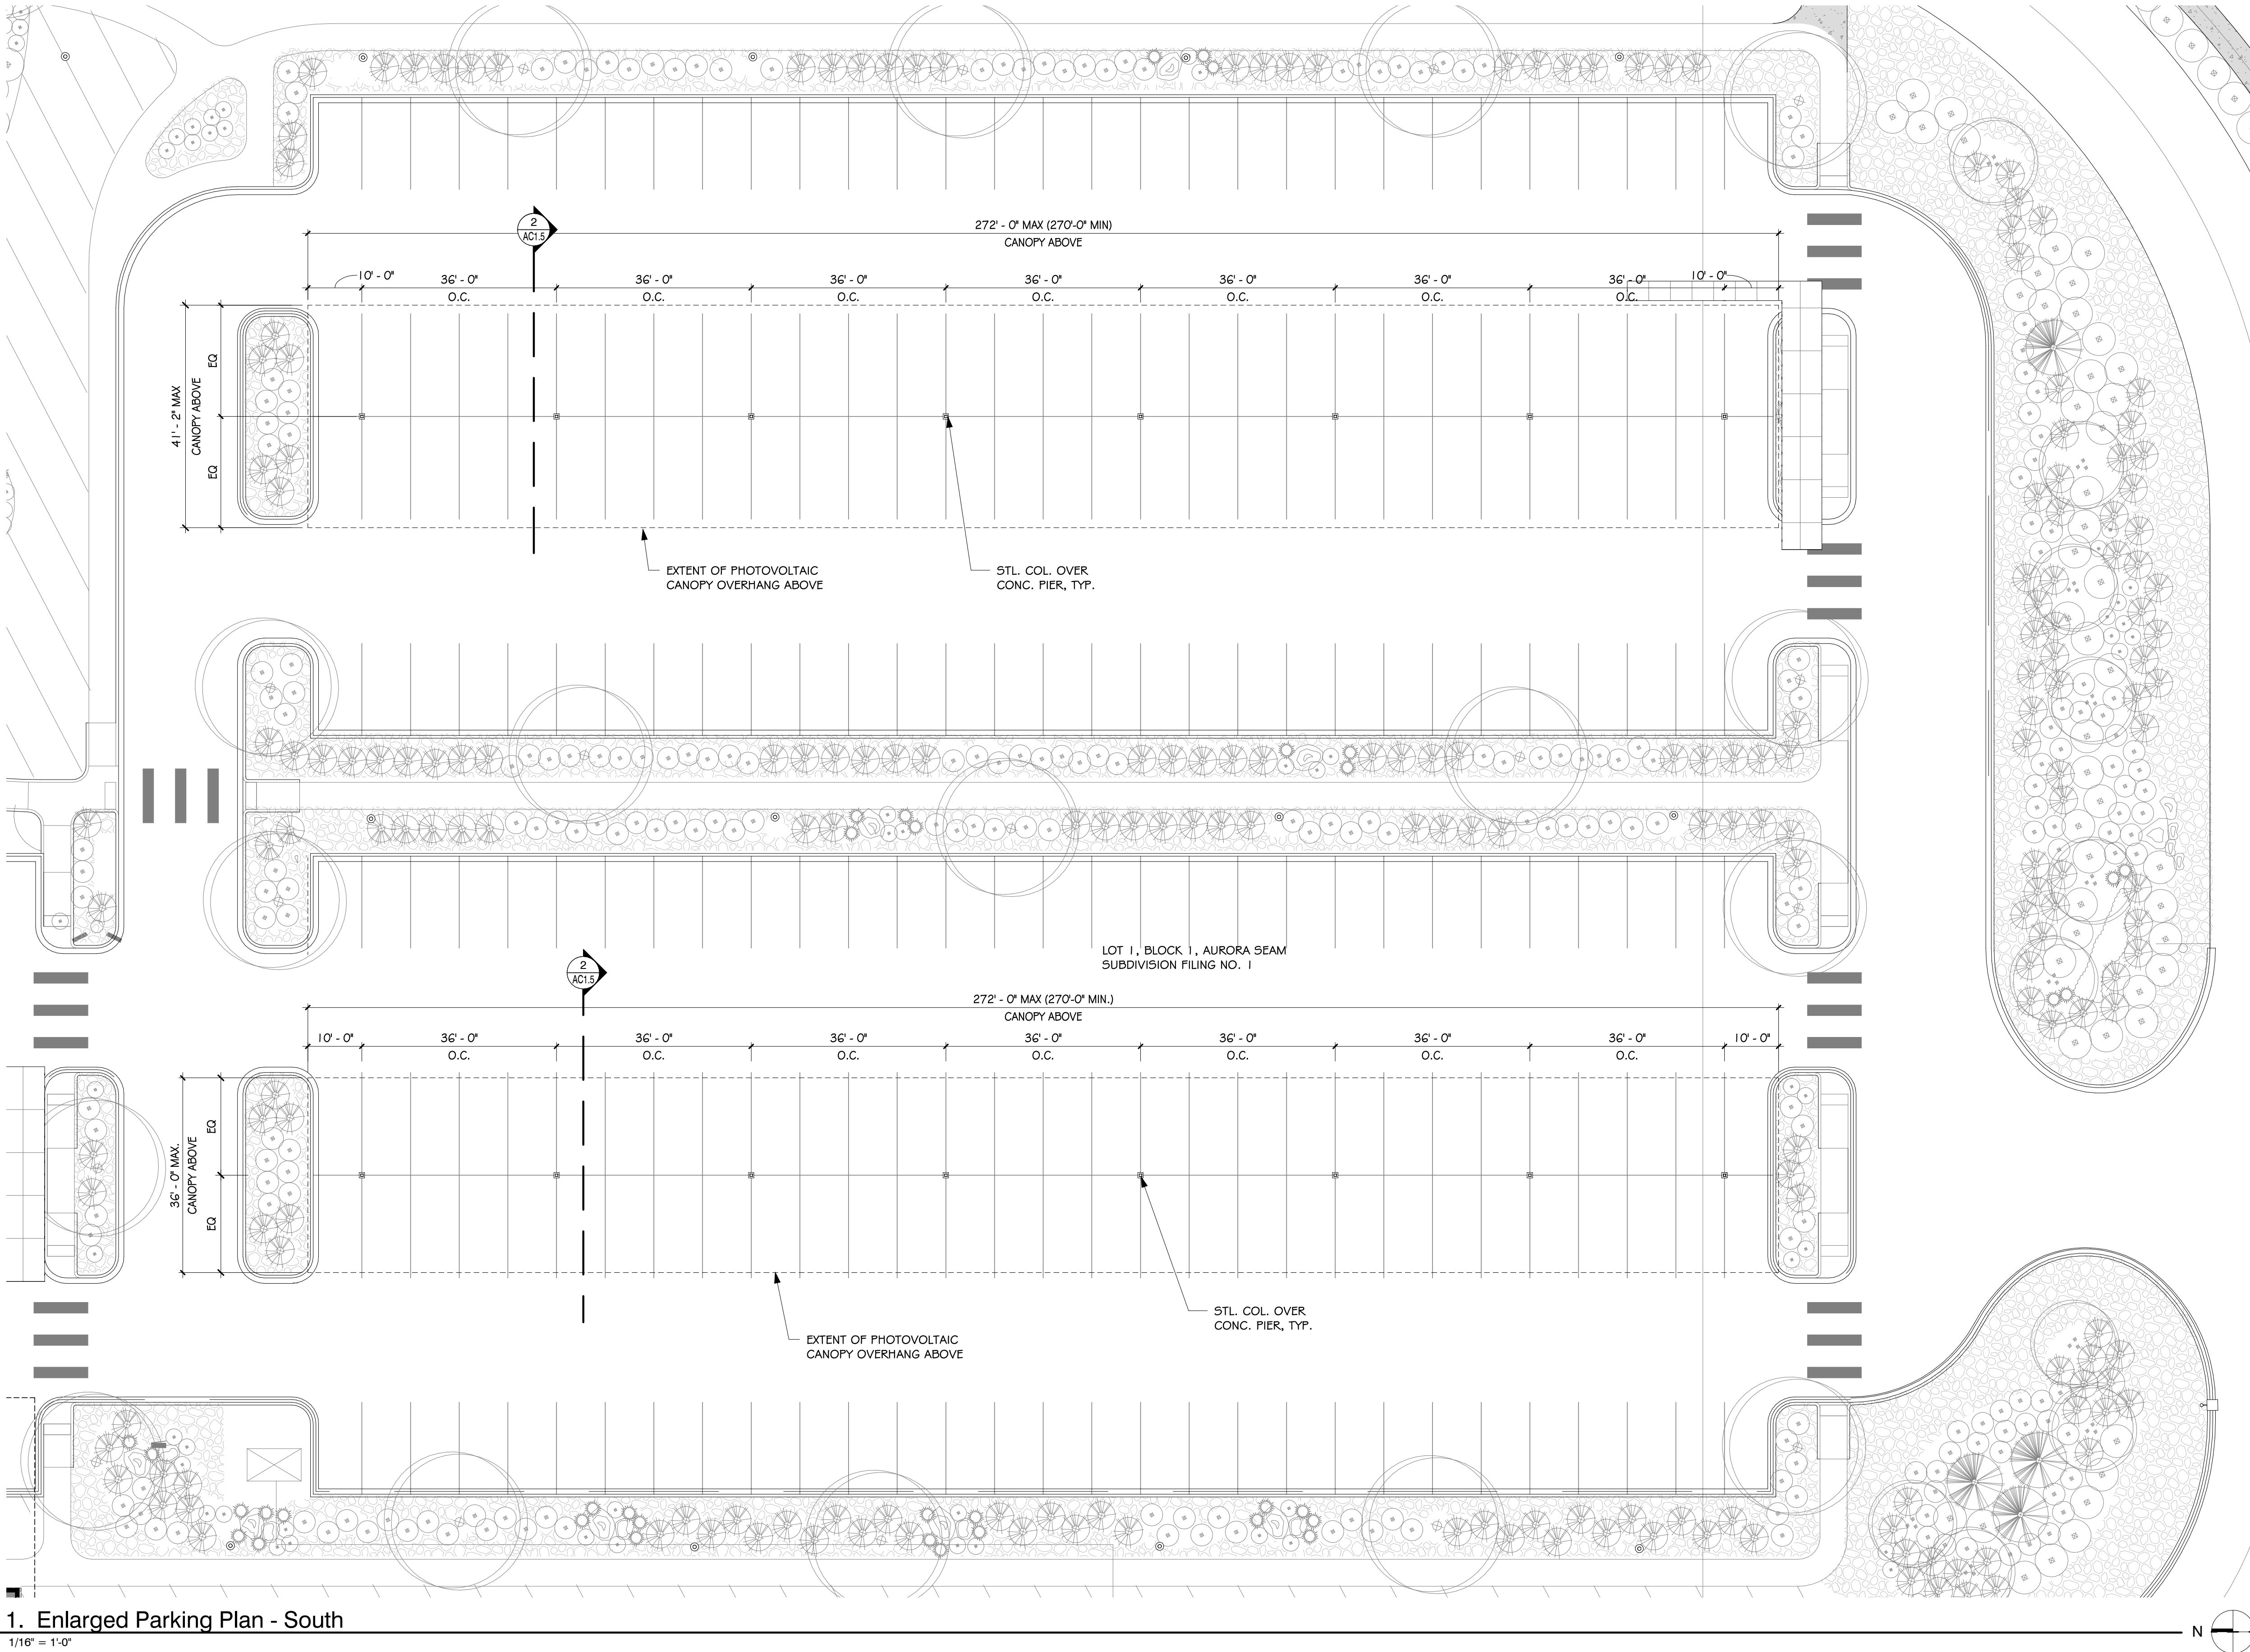 2
AC1.5
272' - 0" MAX (270'-0" MIN)
CANOPY ABOVE
10' - 0"
36' - 0"
O.C.
36' - 0"
O.C.
36' - 0"
O.C.
36' - 0"
O.C.
36' - 0"
O.C.
36' - 0"
O.C.
36' - 0"
O.C.
10' - 0"
41' - 2" MAX
CANOPY ABOVE
EQ
EQ
EXTENT OF PHOTOVOLTAIC
CANOPY OVERHANG ABOVE
STL. COL. OVER
CONC. PIER, TYP.
LOT 1, BLOCK 1, AURORA SEAM
SUBDIVISION FILING NO. 1
2
AC1.5
272' - 0" MAX (270'-0" MIN.)
CANOPY ABOVE
10' - 0"
36' - 0"
O.C.
36' - 0"
O.C.
36' - 0"
O.C.
36' - 0"
O.C.
36' - 0"
O.C.
36' - 0"
O.C.
36' - 0"
O.C.
10' - 0"
36' - 0" MAX.
CANOPY ABOVE
EQ
EQ
STL. COL. OVER
CONC. PIER, TYP.
EXTENT OF PHOTOVOLTAIC
CANOPY OVERHANG ABOVE
1. Enlarged Parking Plan - South
1/16" = 1'-0"
N